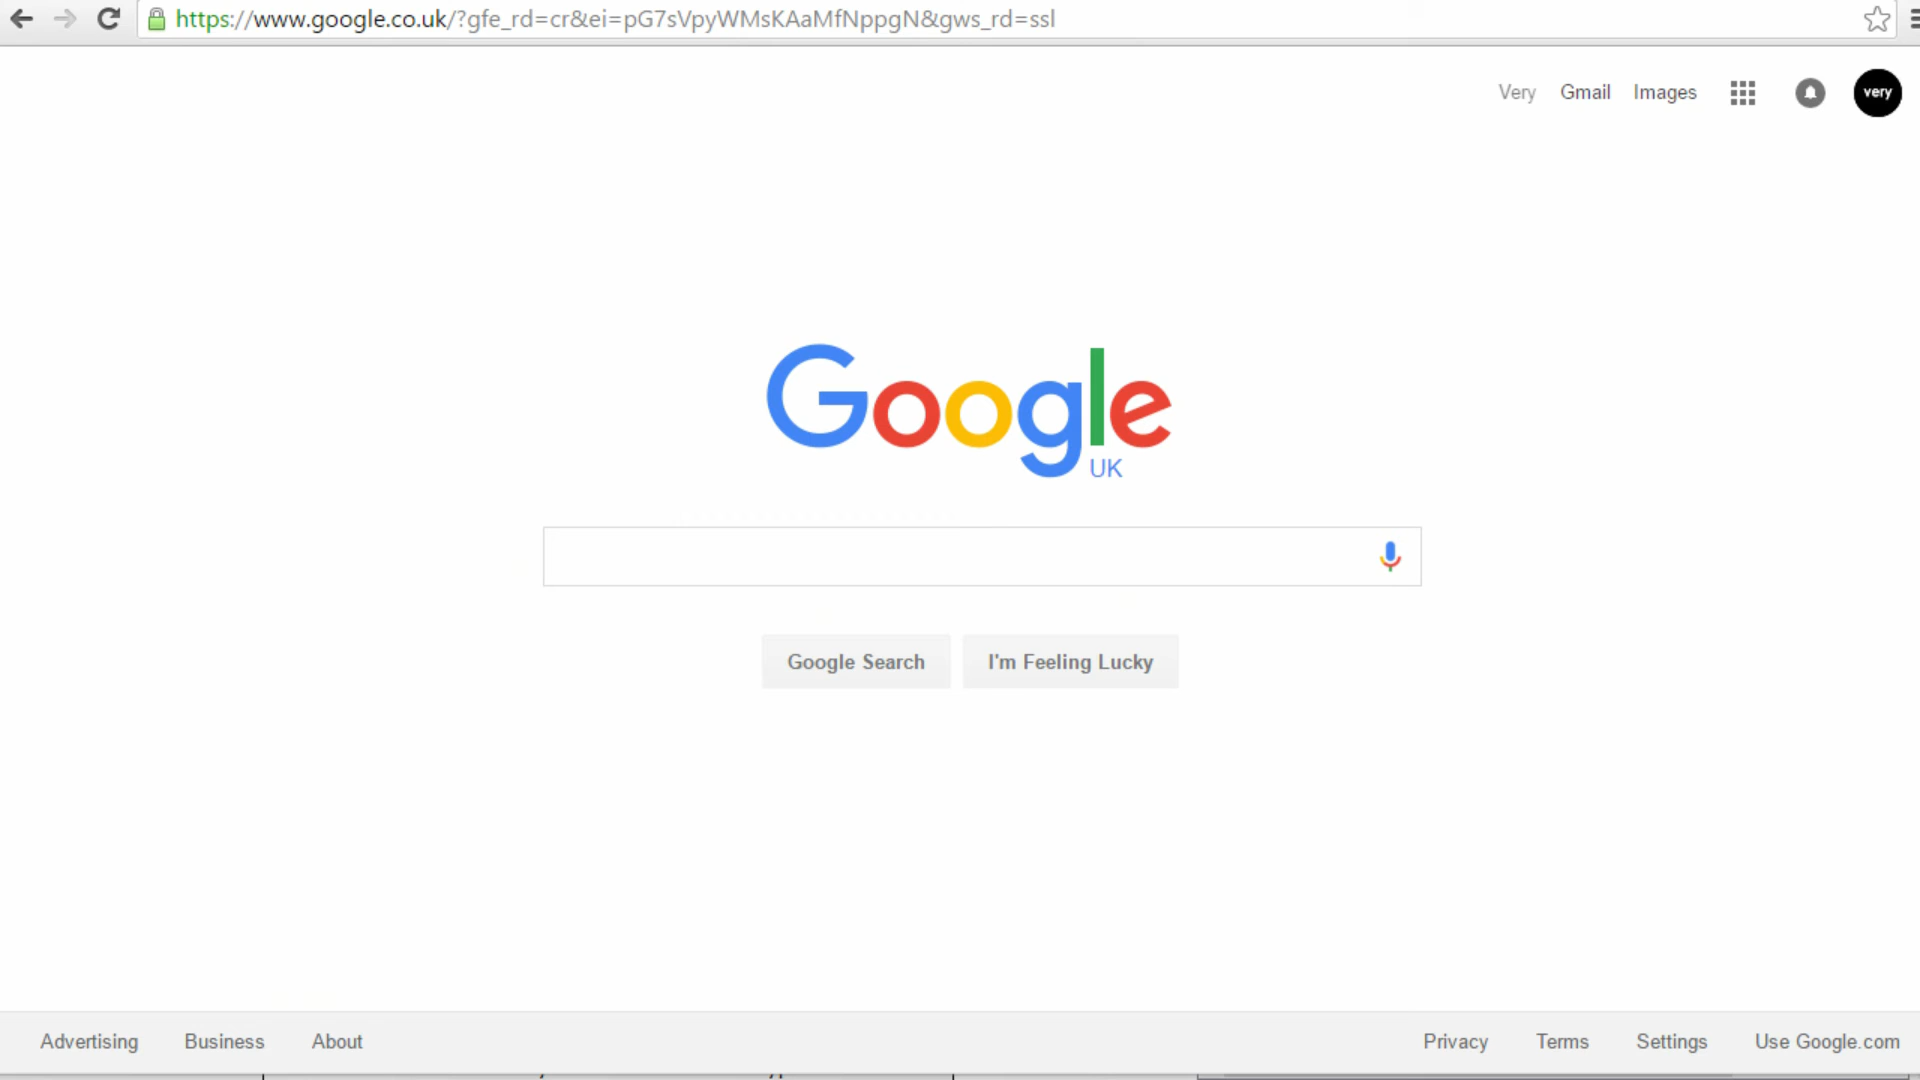 https://www.google.co.uk/?gfe_rd=cr&ei=pG7sVpyWMsKAaMfNppgN&gws_rd=ssl
Very Gmail Images very
Google
UK
Google Search I'm Feeling Lucky
Advertising Business About Privacy Terms Settings Use Google.com